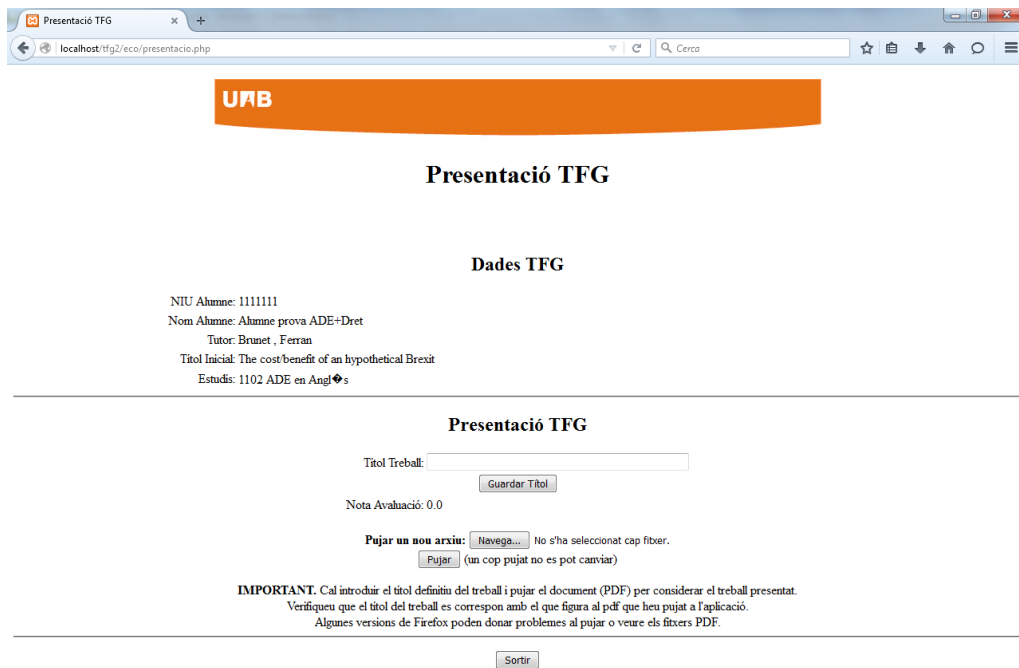 Presentació TFG
localhost/tfg2/eco/presentacio.php
Cerca
UAB
Presentació TFG
Dades TFG
NIU Alumne: 1111111
Nom Alumne: Alumne prova ADE+Dret
Tutor: Brunet , Ferran
Titol Inicial: The cost/benefit of an hypothetical Brexit
Estudis: 1102 ADE en Angl�s
Presentació TFG
Titol Treball:
Guardar Títol
Nota Avaluació: 0.0
Pujar un nou arxiu: Navega... No s'ha seleccionat cap fitxer.
Pujar (un cop pujat no es pot canviar)
IMPORTANT. Cal introduir el títol definitiu del treball i pujar el document (PDF) per considerar el treball presentat.
Verifiqueu que el titol del treball es correspon amb el que figura al pdf que heu pujat a l'aplicació.
Algunes versions de Firefox poden donar problemes al pujar o veure els fitxers PDF.
Sortir